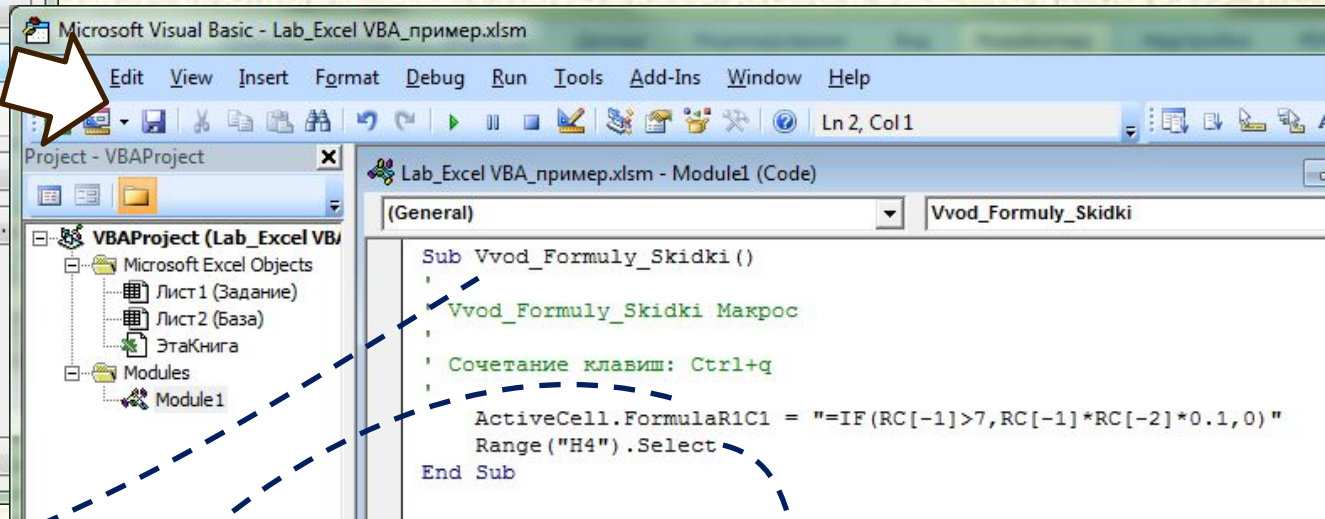 Microsoft Visual Basic - Lab_Excel VBA_пример.xlsm
Edit View Insert Format Debug Run Tools Add-Ins Window Help
Ln 2, Col 1
Project - VBAProject
Lab_Excel VBA_пример.xlsm - Module1 (Code)
(General) Vvod_Formuly_Skidki
VBAProject (Lab_Excel VBA
Microsoft Excel Objects
Лист1 (Задание)
Лист2 (База)
ЭтаКнига
Modules
Module1
Sub Vvod_Formuly_Skidki()
'
' Vvod_Formuly_Skidki Макрос
'
' Сочетание клавиш: Ctrl+q
'
ActiveCell.FormulaR1C1 = "=IF(RC[-1]>7,RC[-1]*RC[-2]*0.1,0)"
Range("H4").Select
End Sub